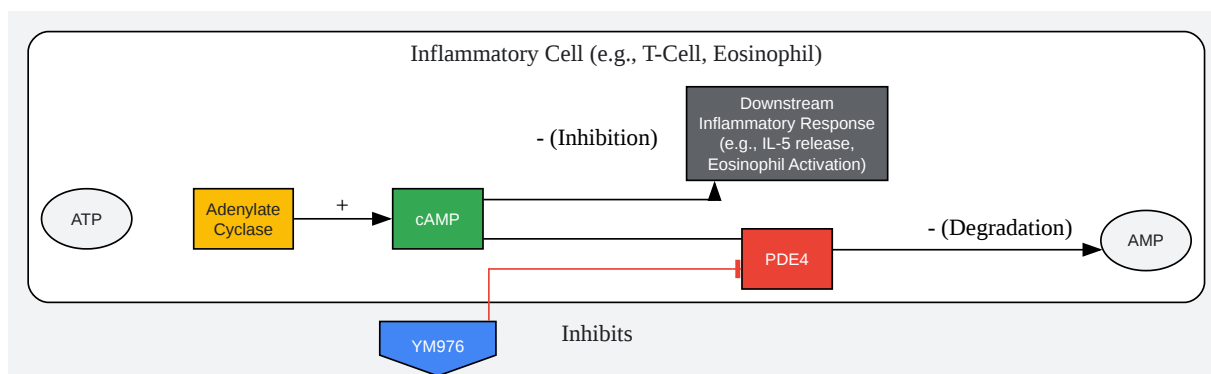 Inflammatory Cell (e.g., T-Cell, Eosinophil)
Downstream
Inflammatory Response
(e.g., IL-5 release,
Eosinophil Activation)
- (Inhibition)
ATP
Adenylate
Cyclase
+
cAMP
PDE4
- (Degradation)
AMP
YM976
Inhibits